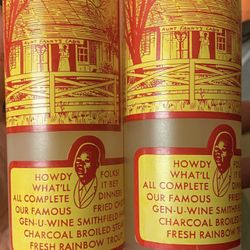 AUNT FANNY'S CABIN
HOWDY FOLKS!
WHAT'LL IT BE?
ALL COMPLETE DINNERS
OUR FAMOUS FRIED
GEN-U-WINE SMITHFIELD
CHARCOAL BROILED
FRESH RAINBOW
HOWDY
WHAT'LL
ALL COMPLETE
OUR FAMOUS
GEN-U-WINE SMITHFIELD
CHARCOAL BROILED
FRESH RAINBOW